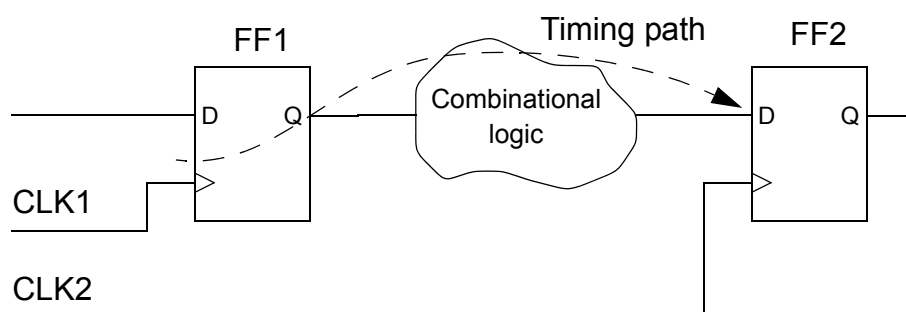 FF1
Timing path
FF2
D
Q
Combinational
logic
D
Q
CLK1
CLK2